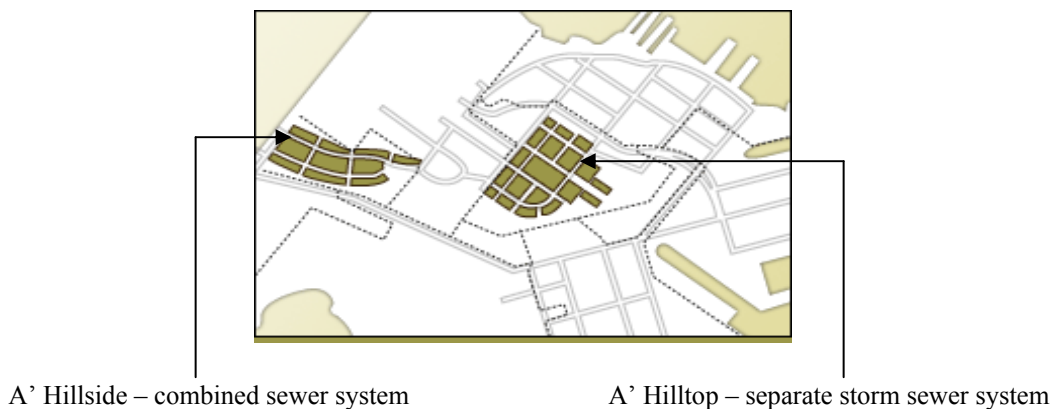 A’ Hillside – combined sewer system
A’ Hilltop – separate storm sewer system